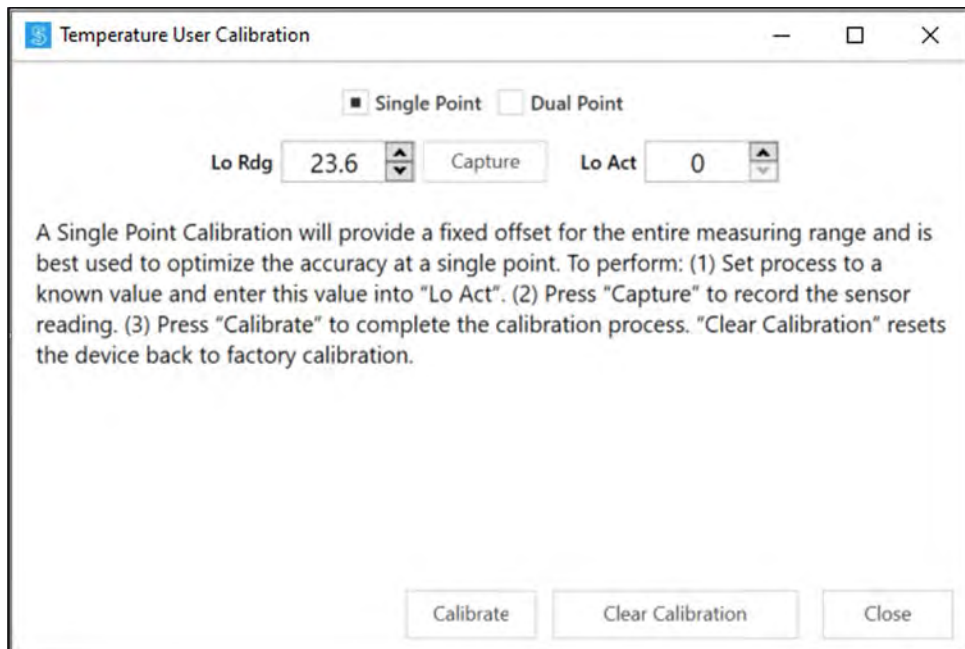 Temperature User Calibration
Single Point Dual Point
Lo Rdg 23.6 Capture Lo Act 0
A Single Point Calibration will provide a fixed offset for the entire measuring range and is
best used to optimize the accuracy at a single point. To perform: (1) Set process to a
known value and enter this value into "Lo Act". (2) Press "Capture" to record the sensor
reading. (3) Press "Calibrate" to complete the calibration process. "Clear Calibration" resets
the device back to factory calibration.
Calibrate Clear Calibration Close